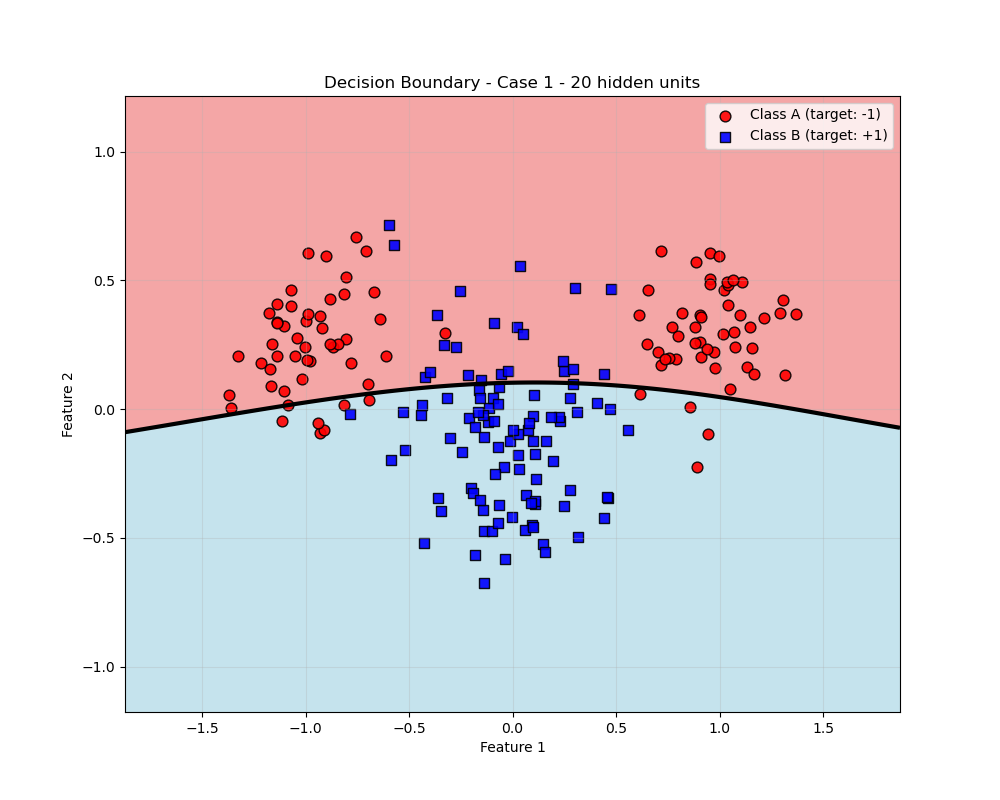 Decision Boundary - Case 1 - 20 hidden units
Class A (target: -1)
Class B (target: +1)
1.0
0.5
0.0
−0.5
−1.0
Feature 2
−1.5
−1.0
−0.5
0.0
0.5
1.0
1.5
Feature 1